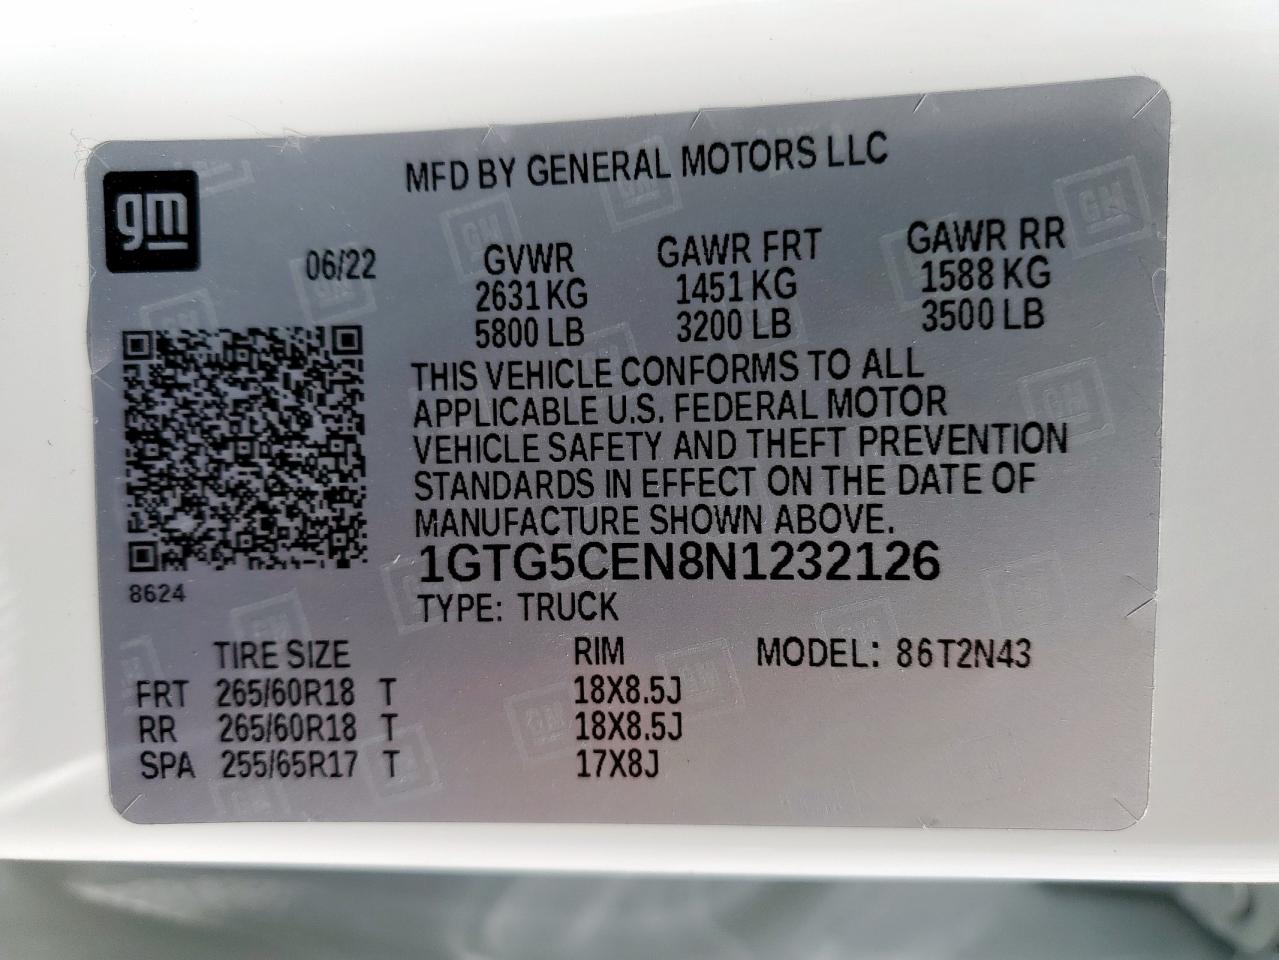 MFD BY GENERAL MOTORS LLC
gm
06/22 GVWR GAWR FRT GAWR RR
2631 KG 1451 KG 1588 KG
5800 LB 3200 LB 3500 LB
THIS VEHICLE CONFORMS TO ALL
APPLICABLE U.S. FEDERAL MOTOR
VEHICLE SAFETY AND THEFT PREVENTION
STANDARDS IN EFFECT ON THE DATE OF
MANUFACTURE SHOWN ABOVE.
1GTG5CEN8N1232126
8624
TYPE: TRUCK
TIRE SIZE RIM MODEL: 86T2N43
FRT 265/60R18 T 18X8.5J
RR 265/60R18 T 18X8.5J
SPA 255/65R17 T 17X8J